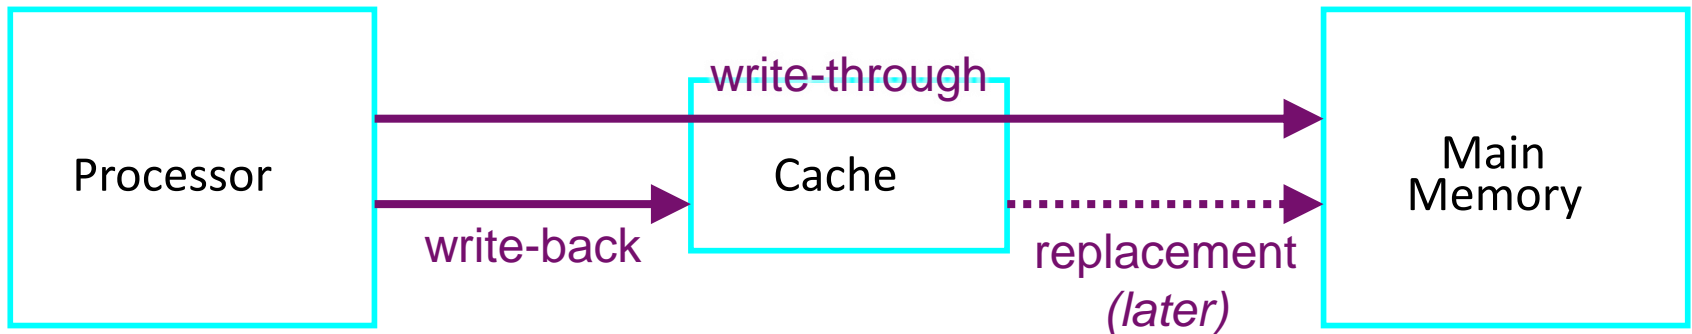 write-through
Processor
Cache
Main
Memory
write-back
replacement
(later)